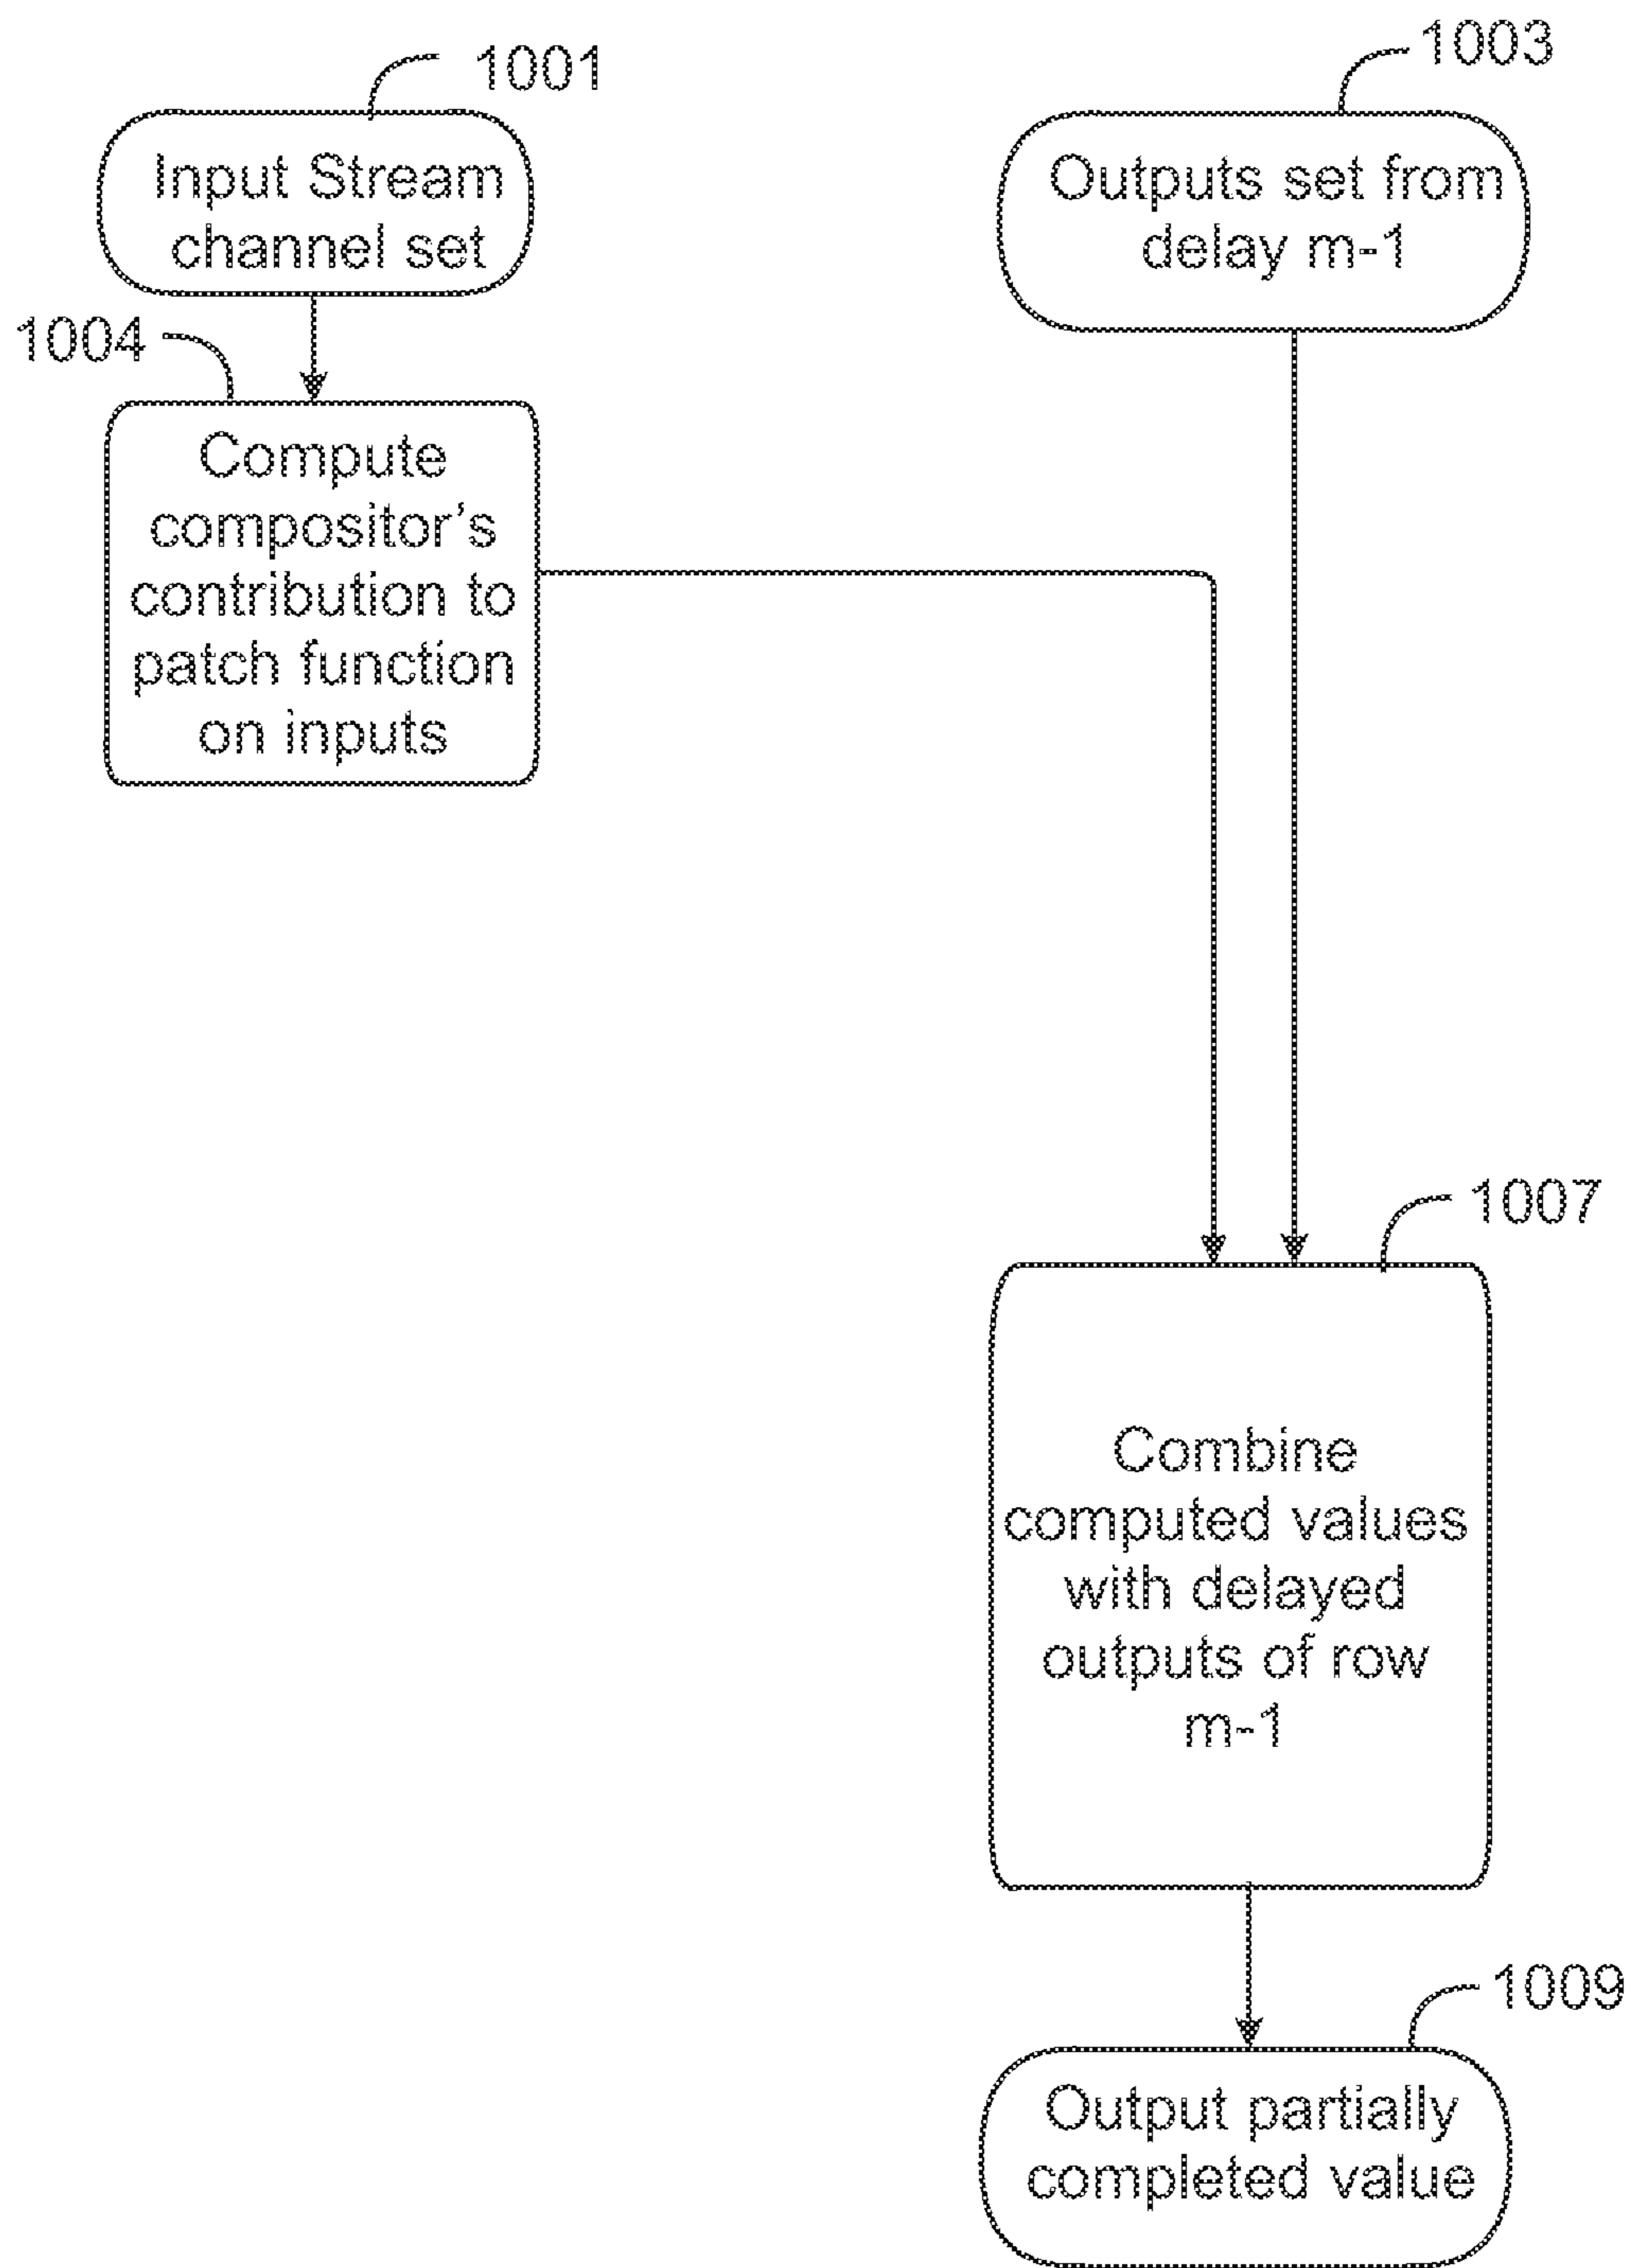 1001
1003
Input Stream
channel set
Outputs set from
delay m-1
1004
Compute
compositor's
contribution to
patch function
on inputs
1007
Combine
computed values
with delayed
outputs of row
m-1
1009
Output partially
completed value